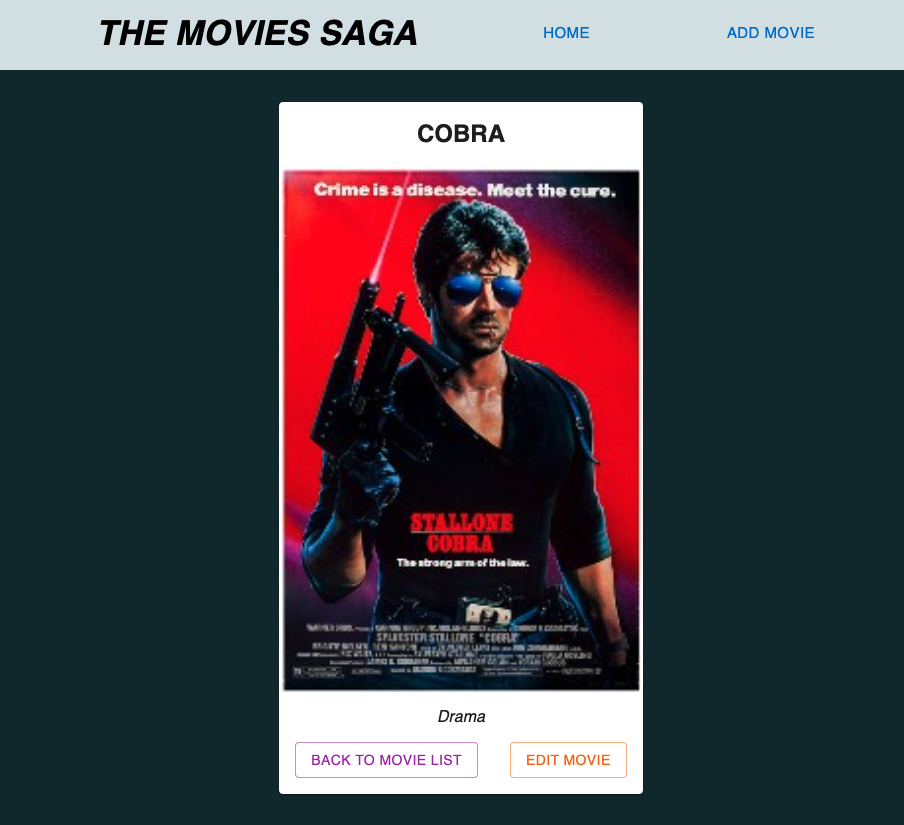 THE MOVIES SAGA
HOME
ADD MOVIE
COBRA
Crime is a disease. Meet the cure.
STALLONE
COBRA
The strong arm of the law.
SYLVESTER STALLONE "COBRA"
Drama
BACK TO MOVIE LIST
EDIT MOVIE